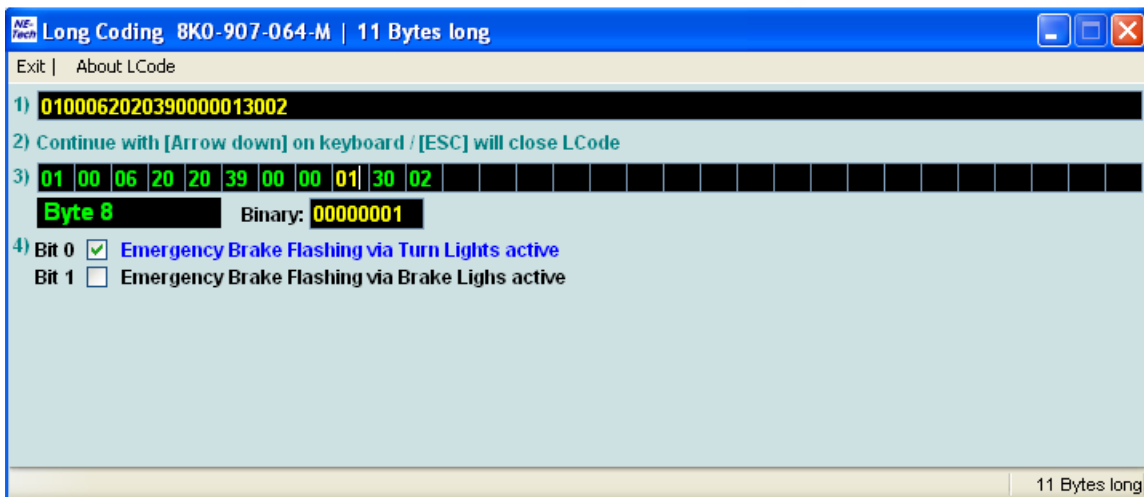 NE-Tech Long Coding 8K0-907-064-M | 11 Bytes long
Exit | About LCode
1) 0100062020390000013002
2) Continue with [Arrow down] on keyboard / [ESC] will close LCode
3) 01 00 06 20 20 39 00 00 01 30 02
Byte 8 Binary: 00000001
4) Bit 0 Emergency Brake Flashing via Turn Lights active
Bit 1 Emergency Brake Flashing via Brake Lighs active
11 Bytes long